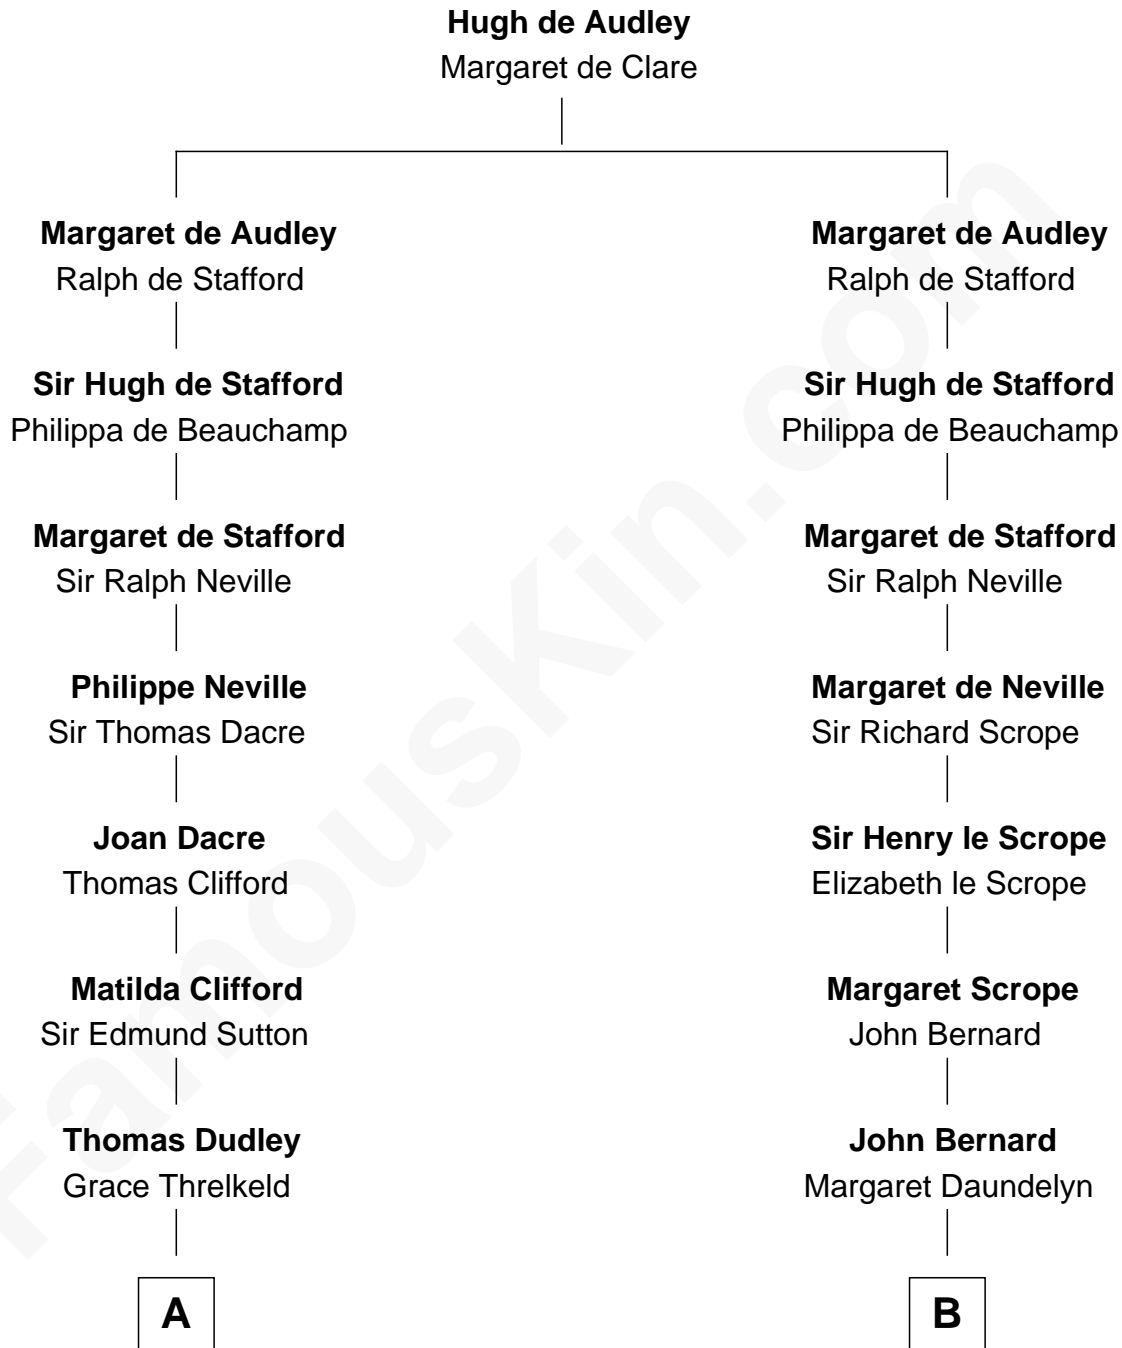 Hugh de Audley
Margaret de Clare
Margaret de Audley
Ralph de Stafford
Margaret de Audley
Ralph de Stafford
Sir Hugh de Stafford
Philippa de Beauchamp
Sir Hugh de Stafford
Philippa de Beauchamp
Margaret de Stafford
Sir Ralph Neville
Margaret de Stafford
Sir Ralph Neville
Philippe Neville
Sir Thomas Dacre
Margaret de Neville
Sir Richard Scrope
Joan Dacre
Thomas Clifford
Sir Henry le Scrope
Elizabeth le Scrope
Matilda Clifford
Sir Edmund Sutton
Margaret Scrope
John Bernard
Thomas Dudley
Grace Threlkeld
John Bernard
Margaret Daundelyn
A
B
FamousKin.com